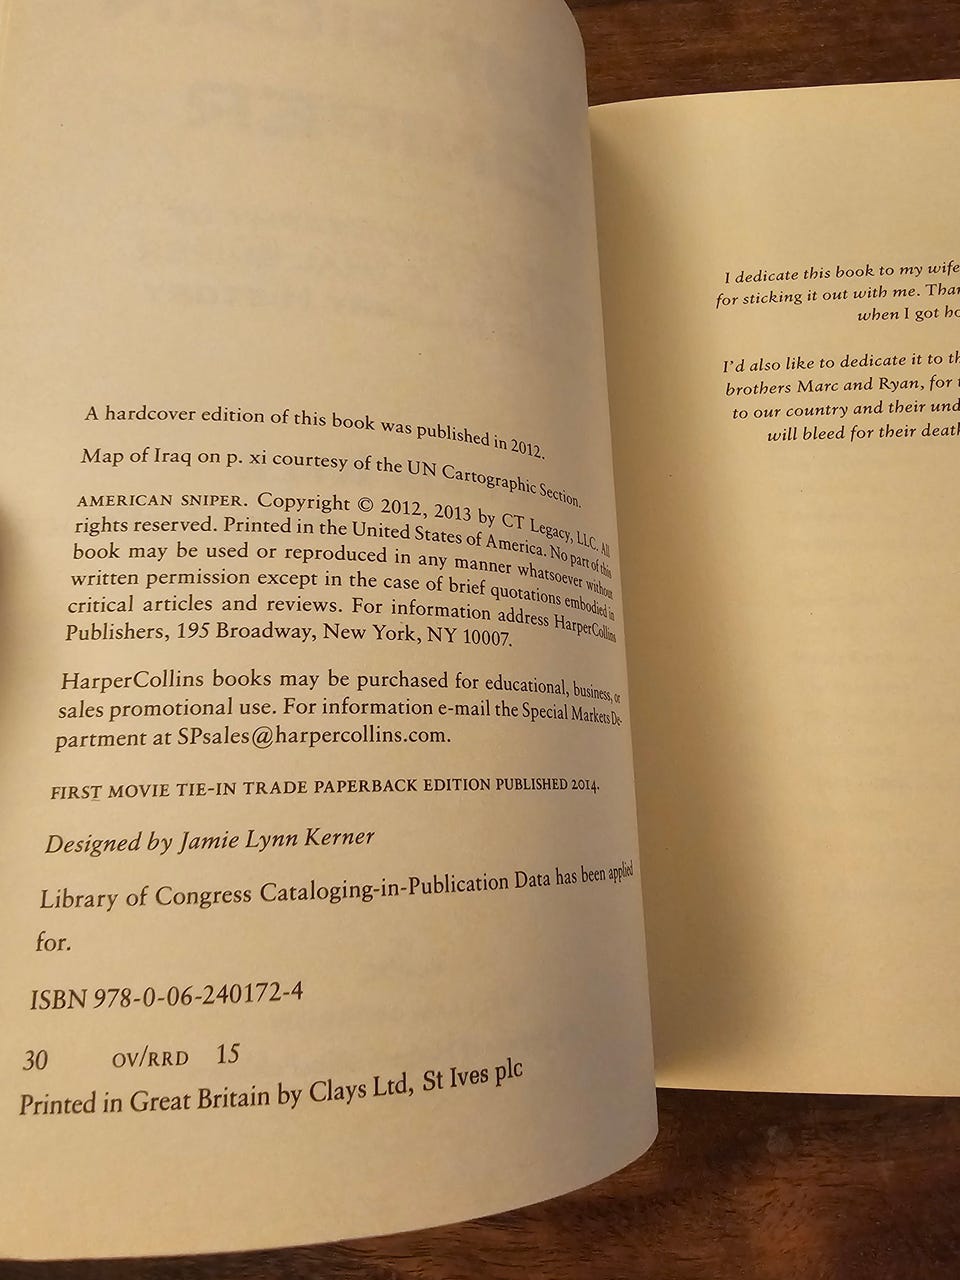 A hardcover edition of this book was published in 2012.
Map of Iraq on p. xi courtesy of the UN Cartographic Section.
AMERICAN SNIPER. Copyright © 2012, 2013 by CT Legacy, LLC. All
rights reserved. Printed in the United States of America. No part of this
book may be used or reproduced in any manner whatsoever without
written permission except in the case of brief quotations embodied in
critical articles and reviews. For information address HarperCollins
Publishers, 195 Broadway, New York, NY 10007.
HarperCollins books may be purchased for educational, business, or
sales promotional use. For information e-mail the Special Markets De-
partment at SPsales@harpercollins.com.
FIRST MOVIE TIE-IN TRADE PAPERBACK EDITION PUBLISHED 2014.
Designed by Jamie Lynn Kerner
Library of Congress Cataloging-in-Publication Data has been applied
for.
ISBN 978-0-06-240172-4
30 OV/RRD 15
Printed in Great Britain by Clays Ltd, St Ives plc
I dedicate this book to my wife
for sticking it out with me.
when I got
I'd also like to dedicate it to
brothers Marc and Ryan, for
to our country and their
will bleed for their